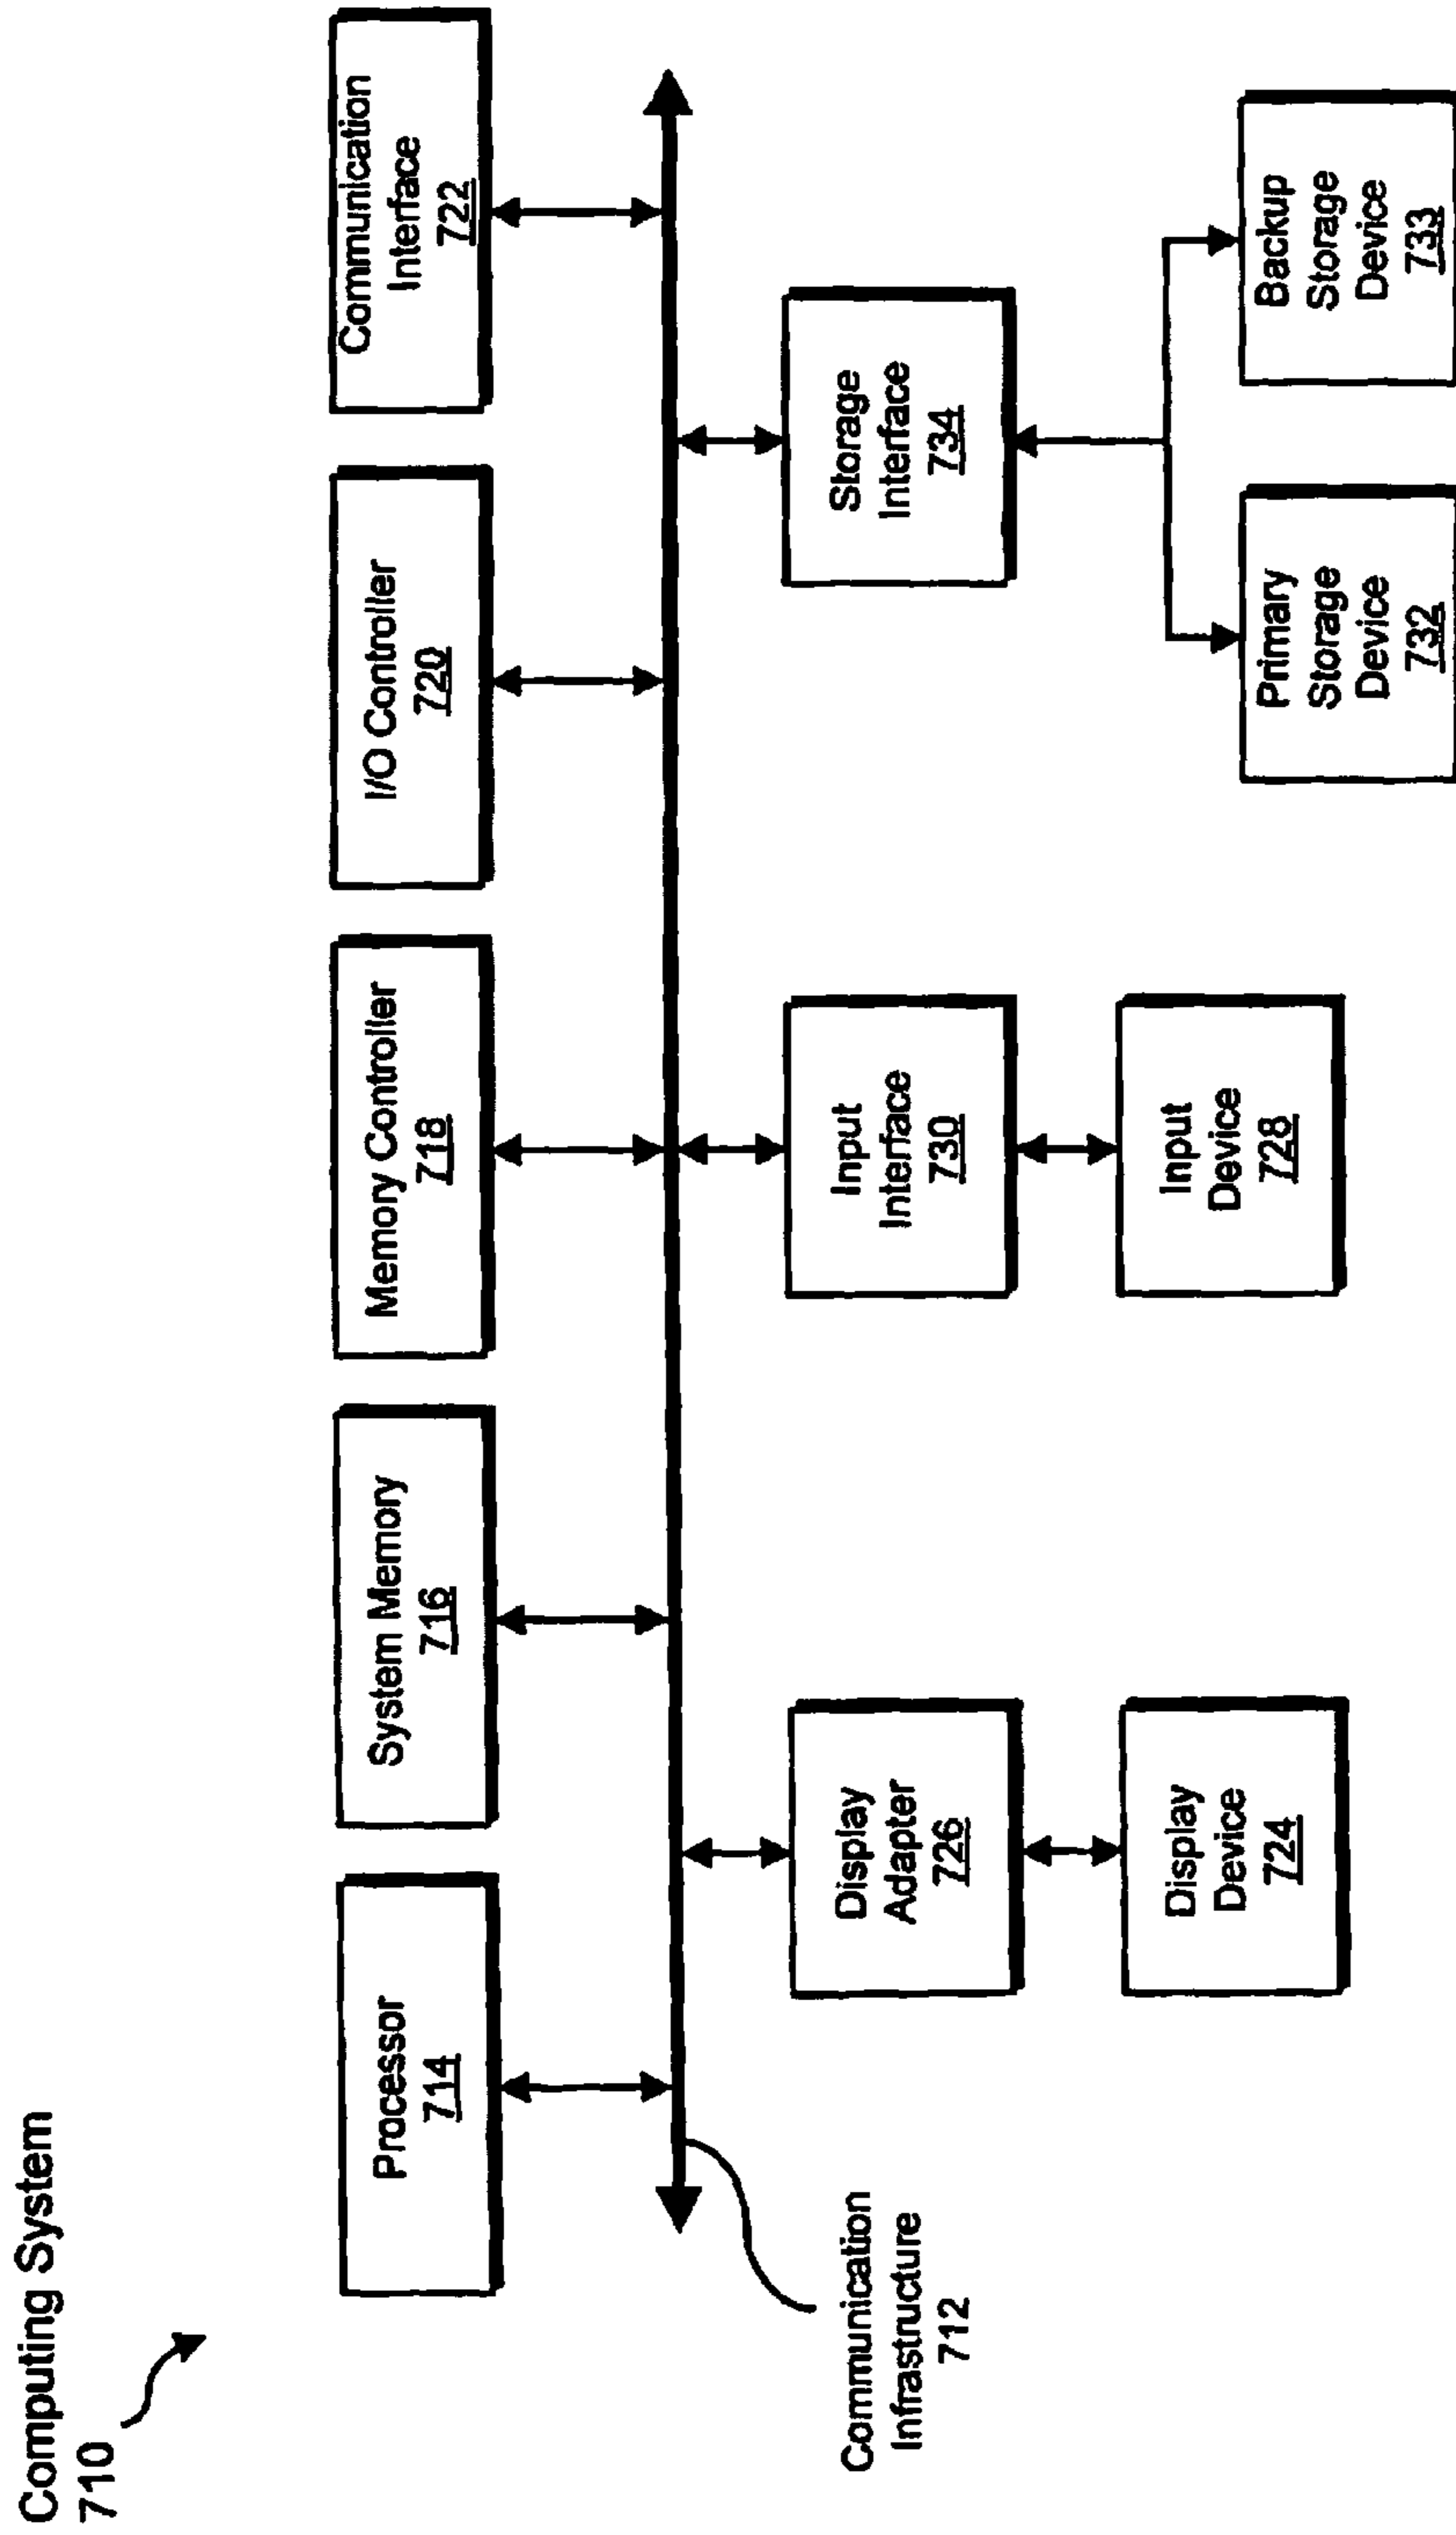 Computing System
710
Processor
714
System Memory
716
Memory Controller
718
I/O Controller
720
Communication
Interface
722
Communication
Infrastructure
712
Display
Adapter
726
Input
Interface
730
Storage
Interface
734
Display
Device
724
Input
Device
728
Primary
Storage
Device
732
Backup
Storage
Device
733